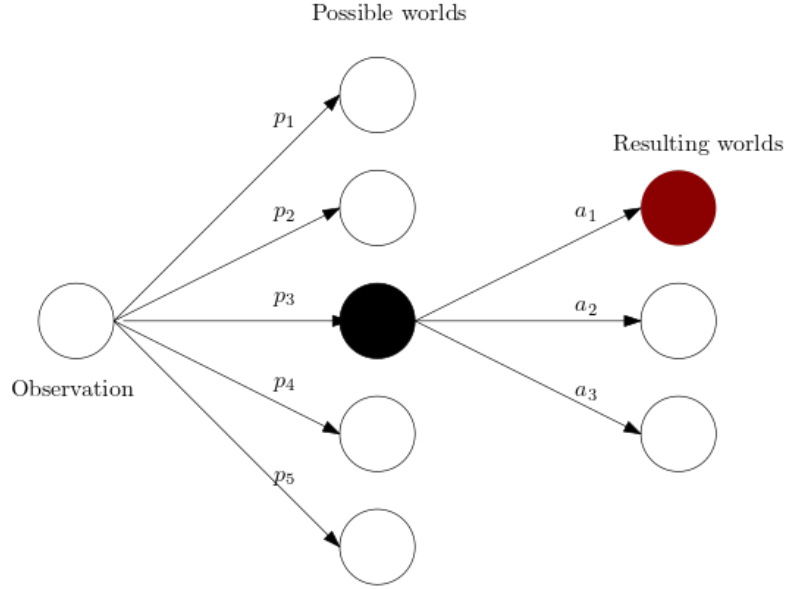 Possible worlds
p1
Resulting worlds
p2
a1
p3
a2
Observation
p4
a3
p5